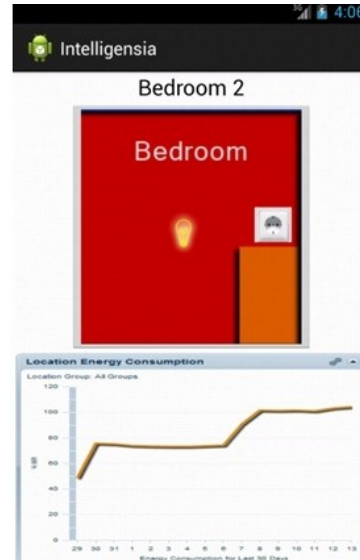 3G 4:06
Intelligensia
Bedroom 2
Bedroom
Location Energy Consumption
Location Group: All Groups
120
100
80
60
40
20
0
29 30 31 1 2 3 4 5 6 7 8 9 10 11 12 13
Energy Consumption for Last 30 Days